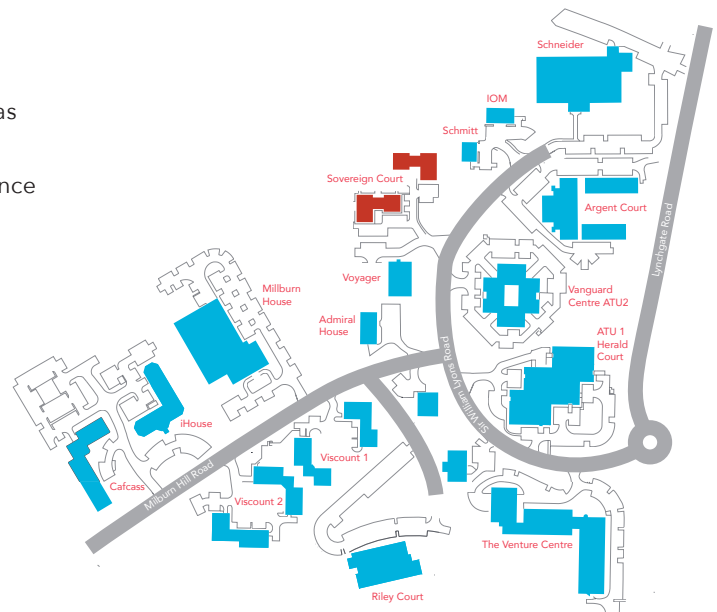 as
nce
Schneider
IOM
Schmitt
Sovereign Court
Argent Court
Lynchgate Road
Voyager
Vanguard
Centre ATU2
Millburn
House
Admiral
House
ATU 1
Herald
Court
Sir William Lyons Road
iHouse
Viscount 1
Cafcass
Milburn Hill Road
Viscount 2
The Venture Centre
Riley Court